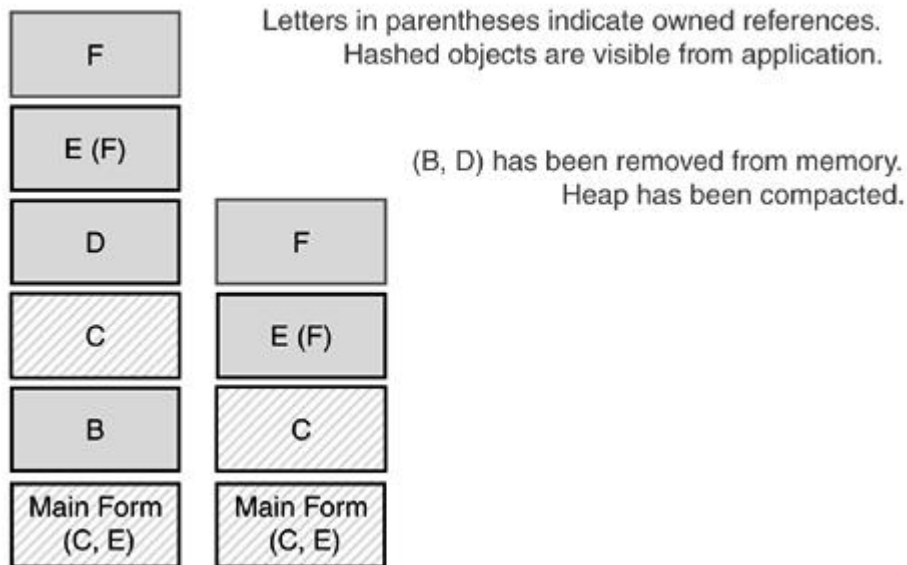 Letters in parentheses indicate owned references.
Hashed objects are visible from application.
(B, D) has been removed from memory.
Heap has been compacted.
F
E (F)
D
C
B
Main Form
(C, E)
F
E (F)
C
Main Form
(C, E)